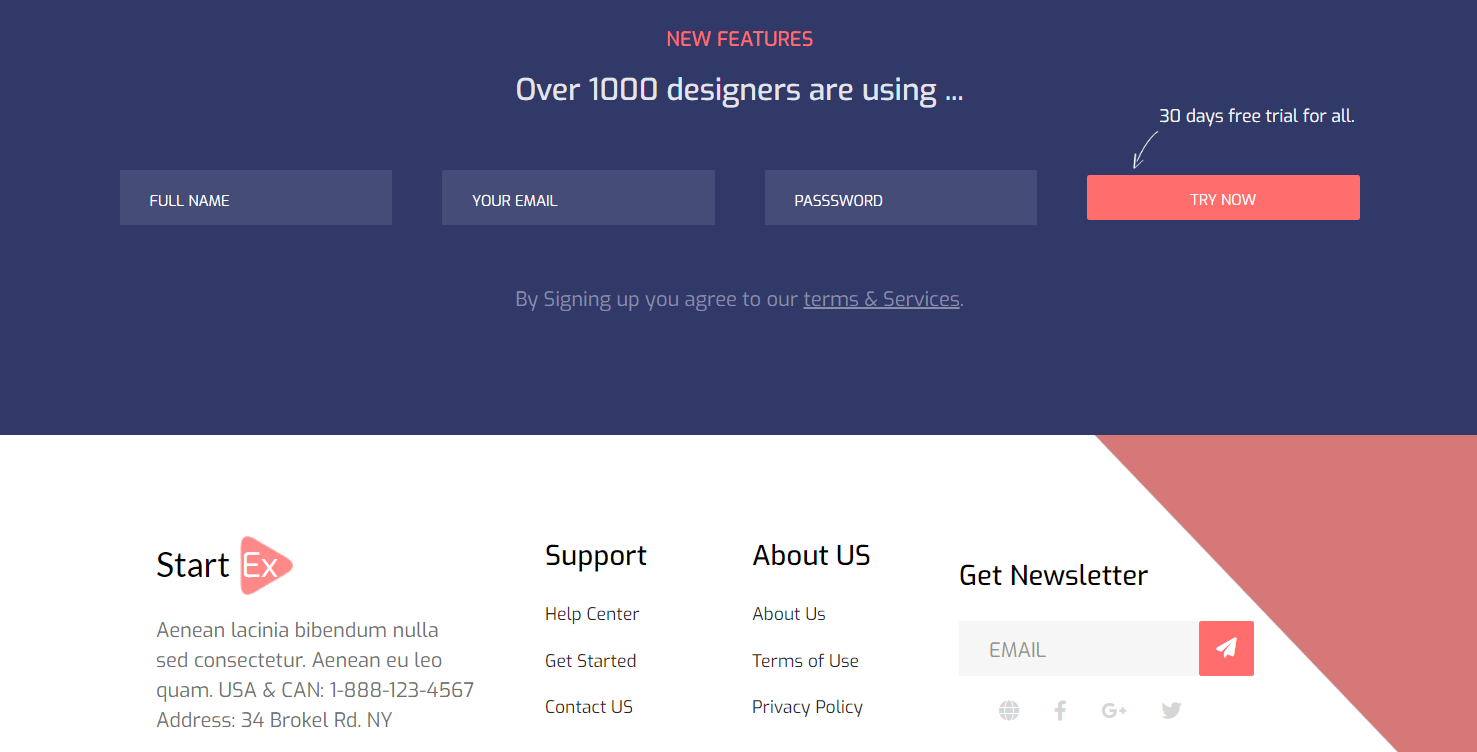 NEW FEATURES
Over 1000 designers are using ...
30 days free trial for all.
FULL NAME
YOUR EMAIL
PASSSWORD
TRY NOW
By Signing up you agree to our terms & Services.
Start Ex
Aenean lacinia bibendum nulla
sed consectetur. Aenean eu leo
quam. USA & CAN: 1-888-123-4567
Address: 34 Brokel Rd. NY
Support
Help Center
Get Started
Contact US
About US
About Us
Terms of Use
Privacy Policy
Get Newsletter
EMAIL